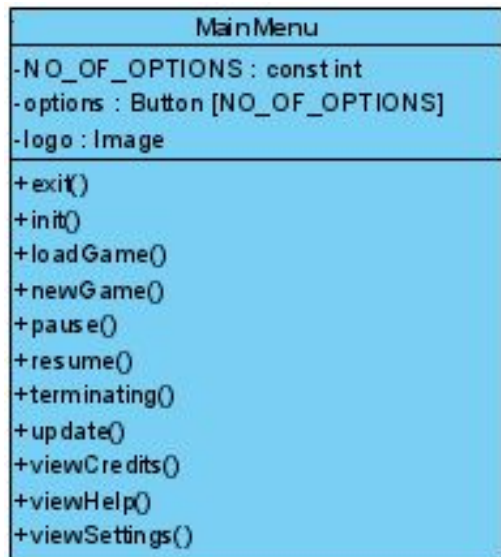 MainMenu
-NO_OF_OPTIONS : const int
-options : Button [NO_OF_OPTIONS]
-logo : Image
+exit()
+init()
+loadGame()
+newGame()
+pause()
+resume()
+terminating()
+update()
+viewCredits()
+viewHelp()
+viewSettings()